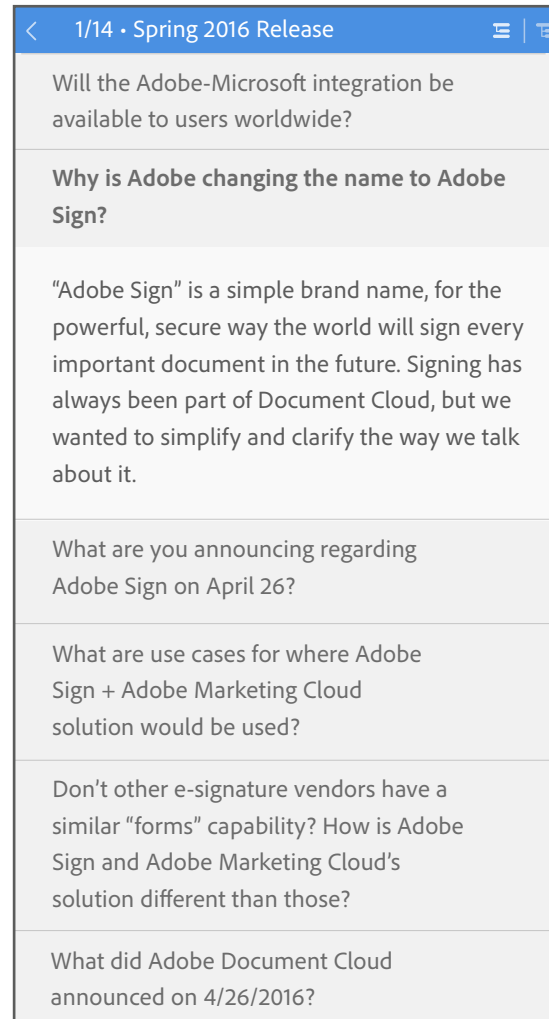 1/14 • Spring 2016 Release
Will the Adobe-Microsoft integration be
available to users worldwide?
Why is Adobe changing the name to Adobe
Sign?
“Adobe Sign” is a simple brand name, for the
powerful, secure way the world will sign every
important document in the future. Signing has
always been part of Document Cloud, but we
wanted to simplify and clarify the way we talk
about it.
What are you announcing regarding
Adobe Sign on April 26?
What are use cases for where Adobe
Sign + Adobe Marketing Cloud
solution would be used?
Don’t other e-signature vendors have a
similar “forms” capability? How is Adobe
Sign and Adobe Marketing Cloud’s
solution different than those?
What did Adobe Document Cloud
announced on 4/26/2016?